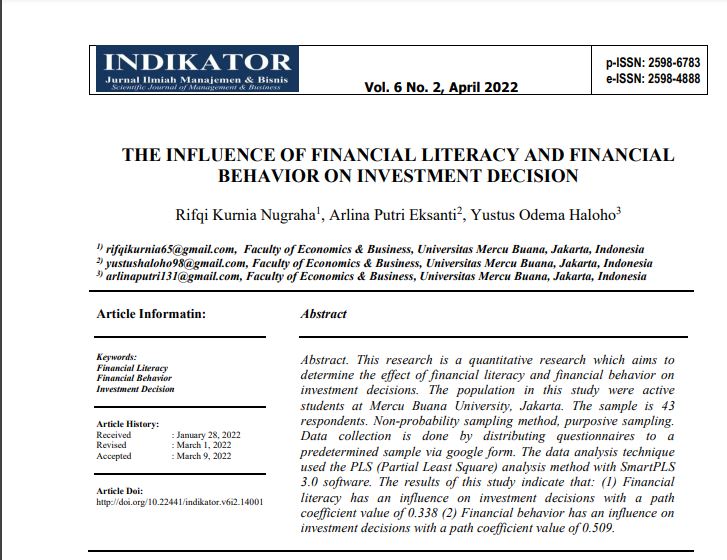 INDIKATOR
Jurnal Ilmiah Manajemen & Bisnis
Scientific Journal of Management & Business
Vol. 6 No. 2, April 2022
p-ISSN: 2598-6783
e-ISSN: 2598-4888
THE INFLUENCE OF FINANCIAL LITERACY AND FINANCIAL
BEHAVIOR ON INVESTMENT DECISION
Rifqi Kurnia Nugraha1, Arlina Putri Eksanti2, Yustus Odema Haloho3
1) rifqikurnia65@gmail.com, Faculty of Economics & Business, Universitas Mercu Buana, Jakarta, Indonesia
2) yustushaloho98@gmail.com, Faculty of Economics & Business, Universitas Mercu Buana, Jakarta, Indonesia
3) arlinaputri131@gmail.com, Faculty of Economics & Business, Universitas Mercu Buana, Jakarta, Indonesia
Article Informatin:
Keywords:
Financial Literacy
Financial Behavior
Investment Decision
Article History:
Received : January 28, 2022
Revised : March 1, 2022
Accepted : March 9, 2022
Article Doi:
http://doi.org/10.22441/indikator.v6i2.14001
Abstract
Abstract. This research is a quantitative research which aims to
determine the effect of financial literacy and financial behavior on
investment decisions. The population in this study were active
students at Mercu Buana University, Jakarta. The sample is 43
respondents. Non-probability sampling method, purposive sampling.
Data collection is done by distributing questionnaires to a
predetermined sample via google form. The data analysis technique
used the PLS (Partial Least Square) analysis method with SmartPLS
3.0 software. The results of this study indicate that: (1) Financial
literacy has an influence on investment decisions with a path
coefficient value of 0.338 (2) Financial behavior has an influence on
investment decisions with a path coefficient value of 0.509.